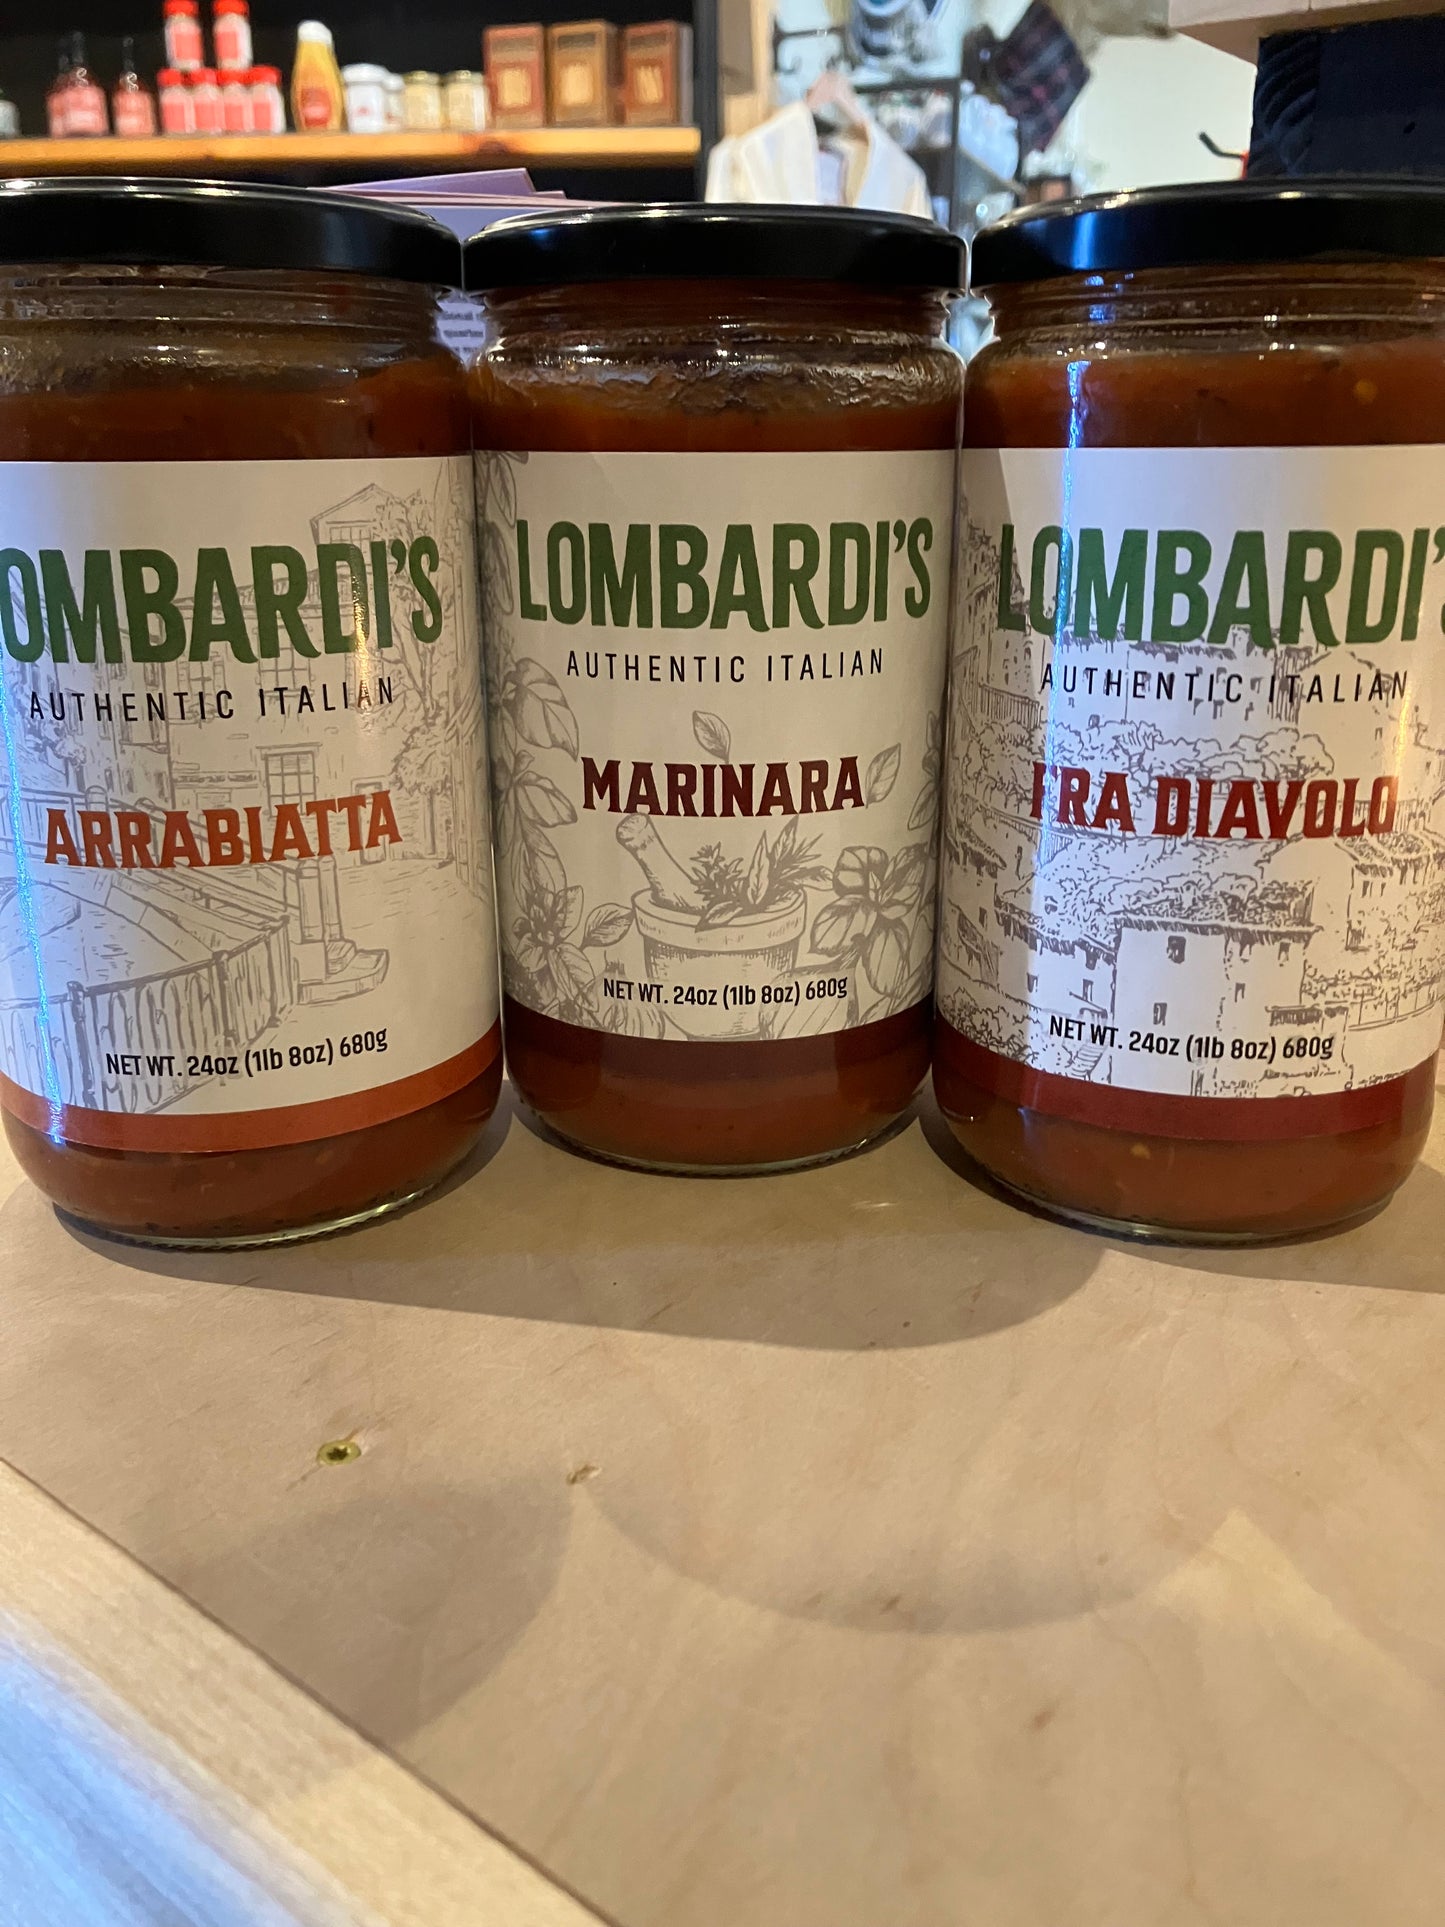 LOMBARDI'S
AUTHENTIC ITALIAN
ARRABIATTA
NET WT. 24oz (1lb 8oz) 680g
LOMBARDI'S
AUTHENTIC ITALIAN
MARINARA
NET WT. 24oz (1lb 8oz) 680g
LOMBARDI'S
AUTHENTIC ITALIAN
FRA DIAVOLO
NET WT. 24oz (1lb 8oz) 680g